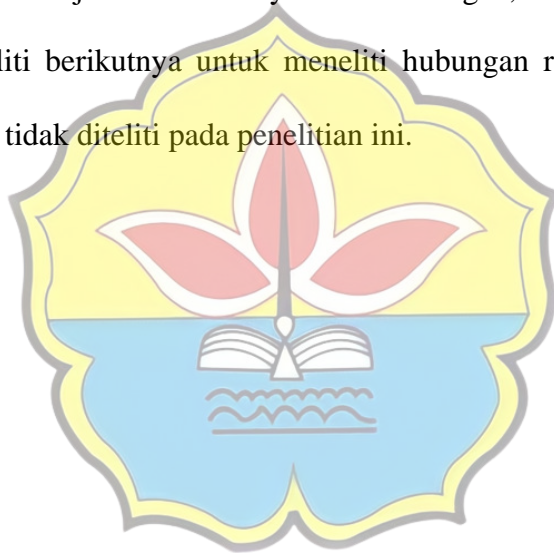 liti berikutnya untuk meneliti hubungan
tidak diteliti pada penelitian ini.